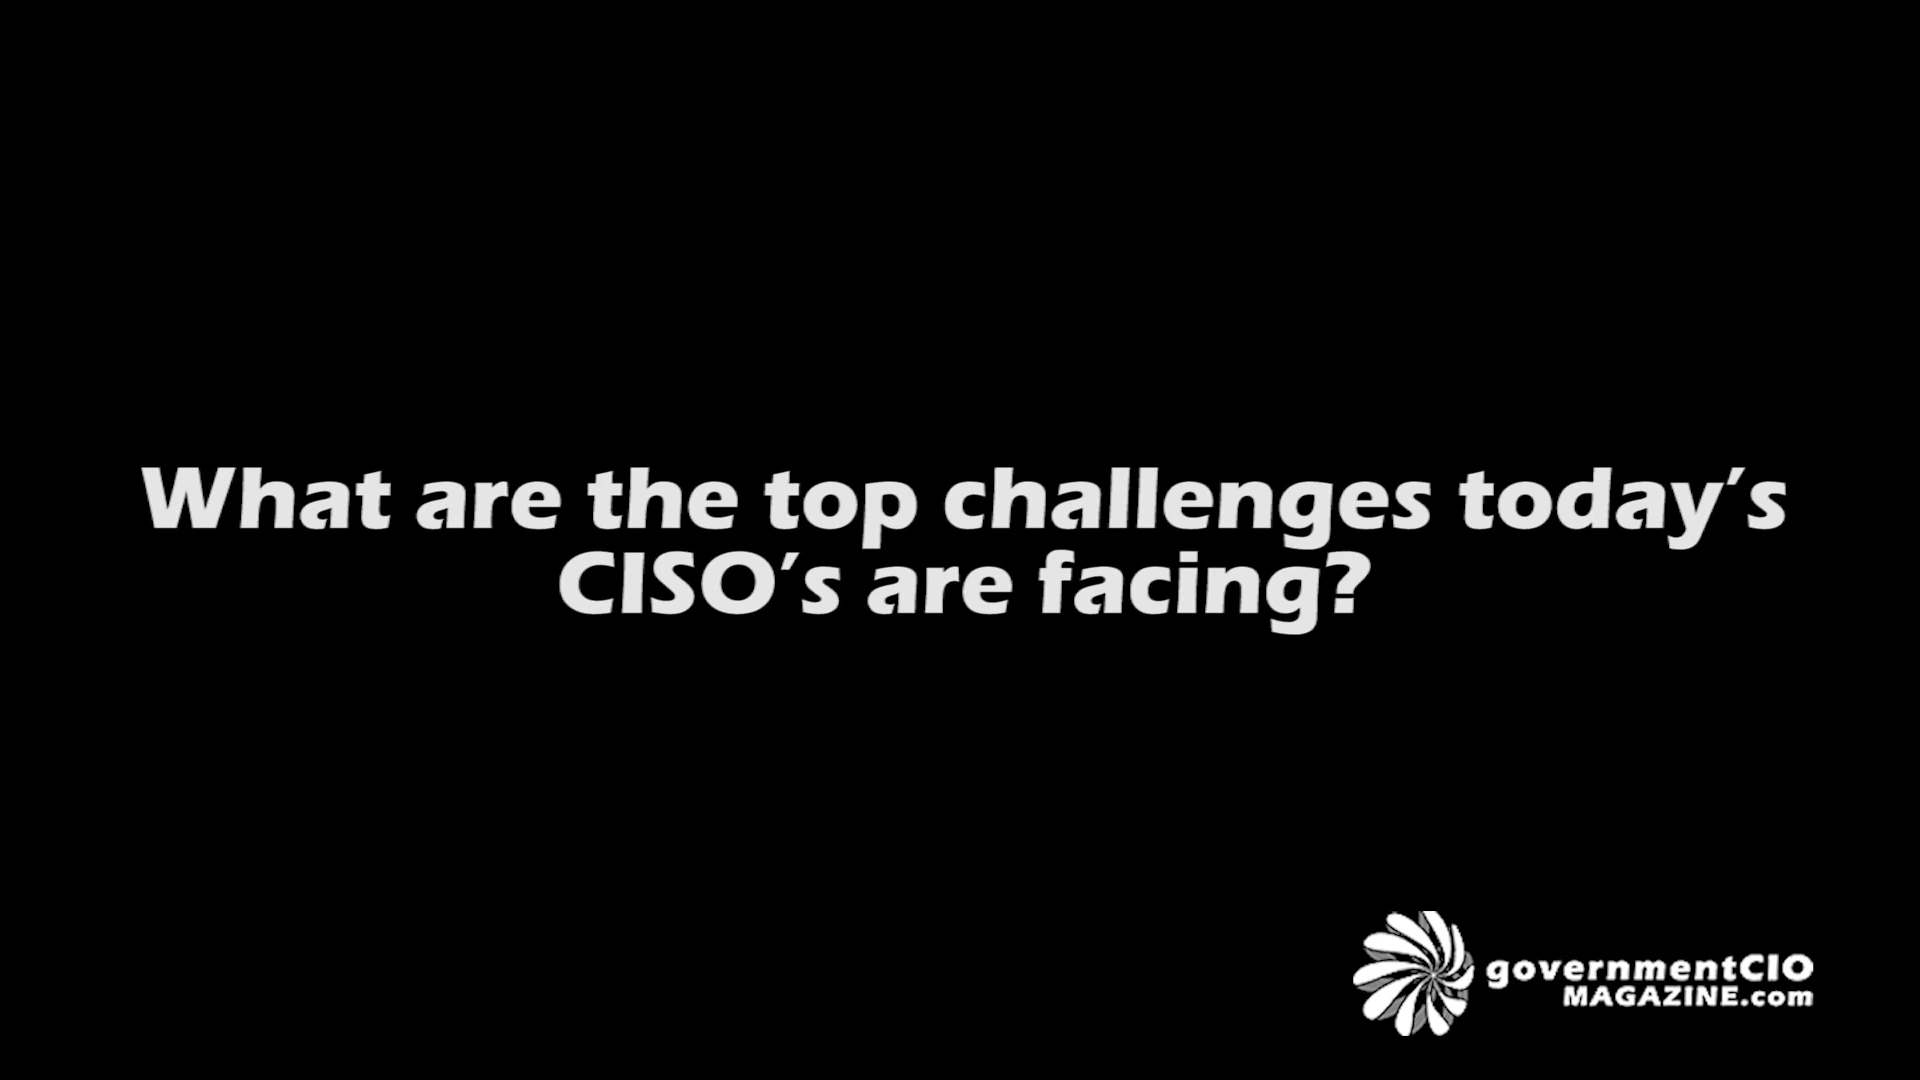 What are the top challenges today’s
CISO’s are facing?
governmentCIO
MAGAZINE.com